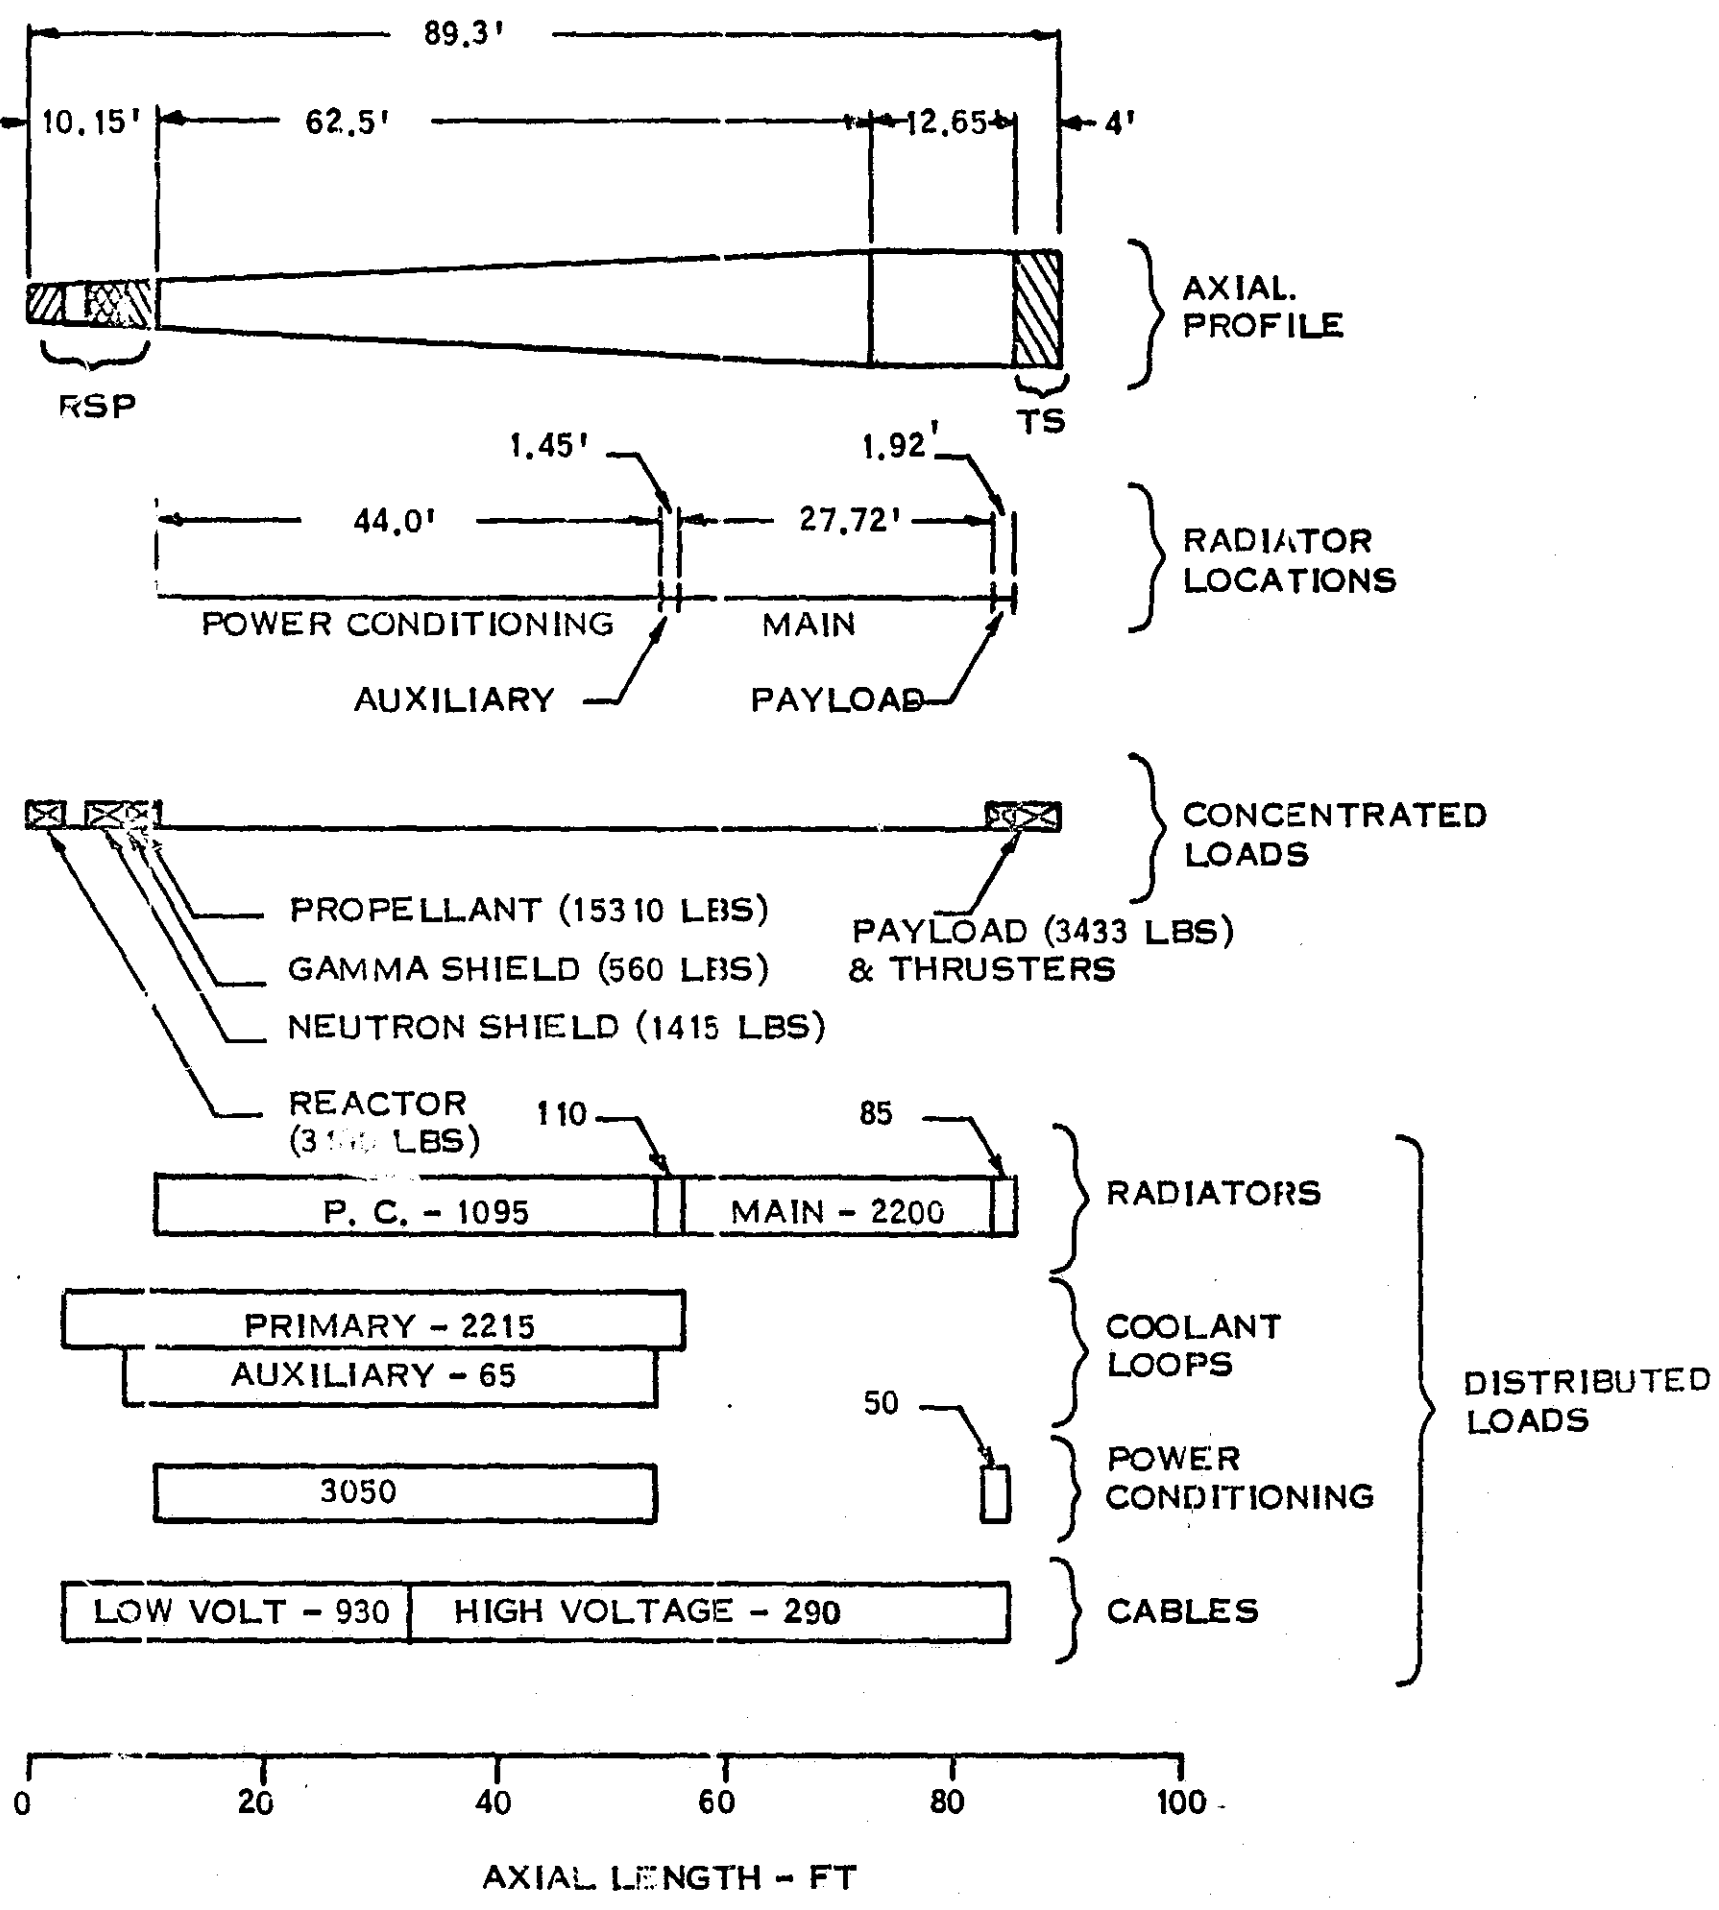 89.3'
10.15' 62.5' 12.65 4'
AXIAL.
PROFILE
RSP
TS
1.45' 1.92'
44.0' 27.72'
RADIATOR
LOCATIONS
POWER CONDITIONING MAIN
AUXILIARY PAYLOAD
CONCENTRATED
LOADS
PROPELLANT (15310 LBS)
PAYLOAD (3433 LBS)
& THRUSTERS
GAMMA SHIELD (560 LBS)
NEUTRON SHIELD (1415 LBS)
REACTOR
LBS)
110 85
P. C. - 1095 MAIN - 2200
RADIATORS
PRIMARY - 2215
AUXILIARY - 65
COOLANT
LOOPS
50
DISTRIBUTED
LOADS
3050
POWER
CONDITIONING
LOW VOLT - 930 HIGH VOLTAGE - 290
CABLES
0 20 40 60 80 100
AXIAL LENGTH - FT